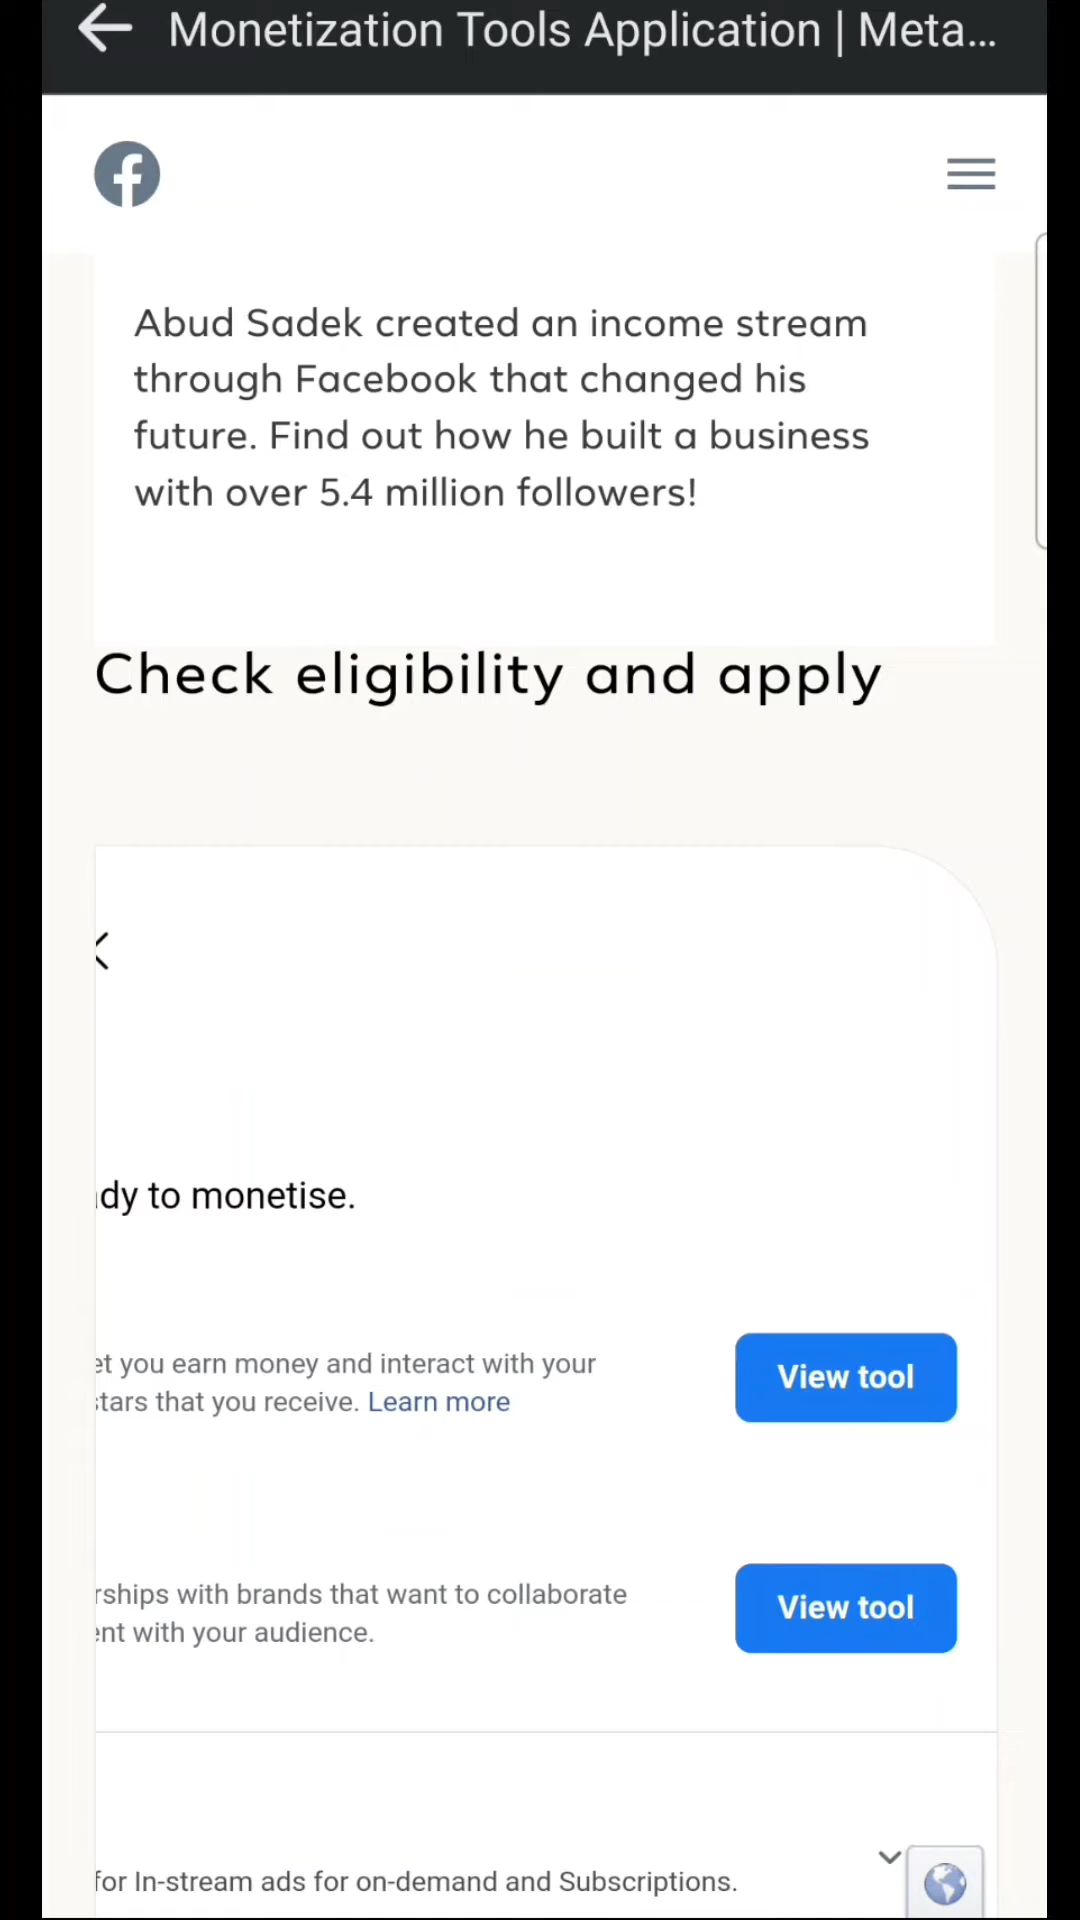 Monetization Tools Application | Meta...
Abud Sadek created an income stream
through Facebook that changed his
future. Find out how he built a business
with over 5.4 million followers!
Check eligibility and apply
dy to monetise.
et you earn money and interact with your
View tool
stars that you receive. Learn more
rships with brands that want to collaborate
View tool
ent with your audience.
for In-stream ads for on-demand and Subscriptions.